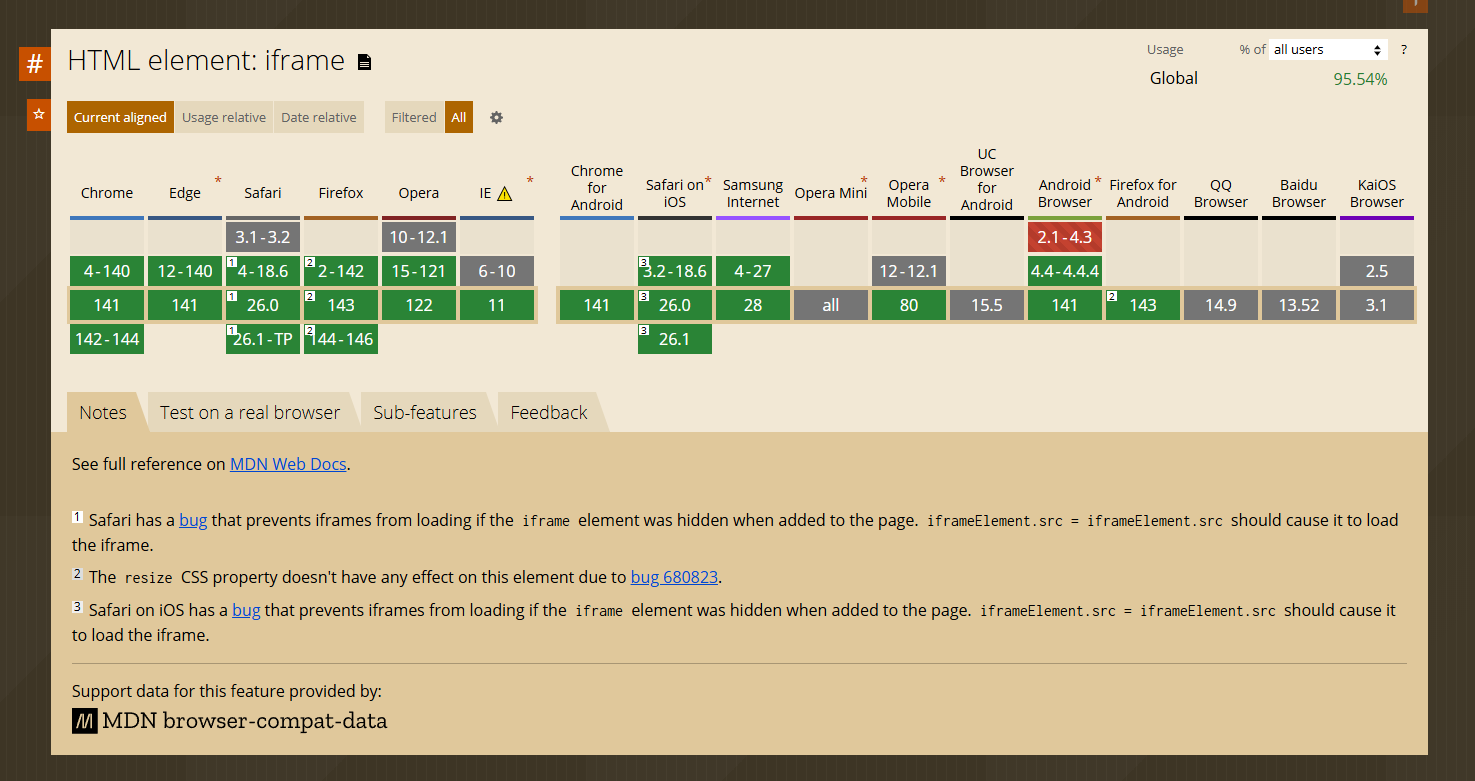 #
HTML element: iframe
Usage % of all users ?
Global 95.54%
Current aligned Usage relative Date relative Filtered All
Chrome Edge * Safari Firefox Opera IE *
Chrome for Android Safari on iOS * Samsung Internet Opera Mini * Opera Mobile * UC Browser for Android Android Browser * Firefox for Android QQ Browser Baidu Browser KaiOS Browser
3.1-3.2 10-12.1 2.1-4.3
4-140 12-140 1 4-18.6 2 2-142 15-121 6-10 3 3.2-18.6 4-27 12-12.1 4.4-4.4.4 2.5
141 141 1 26.0 2 143 122 11 141 3 26.0 28 all 80 15.5 141 2 143 14.9 13.52 3.1
142-144 1 26.1-TP 2 144-146 3 26.1
Notes Test on a real browser Sub-features Feedback
See full reference on MDN Web Docs.
1 Safari has a bug that prevents iframes from loading if the iframe element was hidden when added to the page. iframeElement.src = iframeElement.src should cause it to load
the iframe.
2 The resize CSS property doesn't have any effect on this element due to bug 680823.
3 Safari on iOS has a bug that prevents iframes from loading if the iframe element was hidden when added to the page. iframeElement.src = iframeElement.src should cause it
to load the iframe.
Support data for this feature provided by:
MDN browser-compat-data